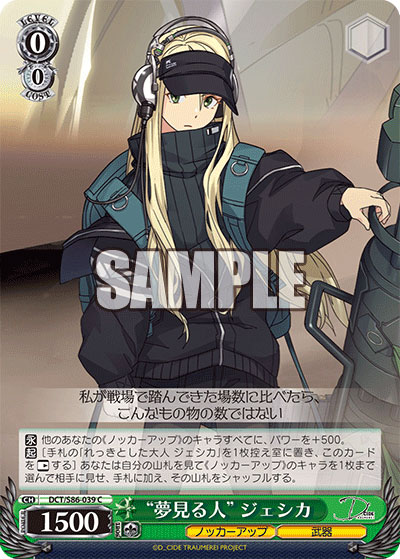 LEVEL
0
0
COST
SAMPLE
私が戦場で踏んできた場数に比べたら、
こんなもの物の数ではない
永 他のあなたの《ノッカーアップ》のキャラすべてに、パワーを+500。
起 [手札の「れっきとした大人 ジェシカ」を1枚控え室に置き、このカード
を する] あなたは自分の山札を見て《ノッカーアップ》のキャラを1枚まで
選んで相手に見せ、手札に加え、その山札をシャッフルする。
CH DCT/S86-039 C
1500
“夢見る人” ジェシカ
ノッカーアップ 武器
©D_CIDE TRAUMEREI PROJECT